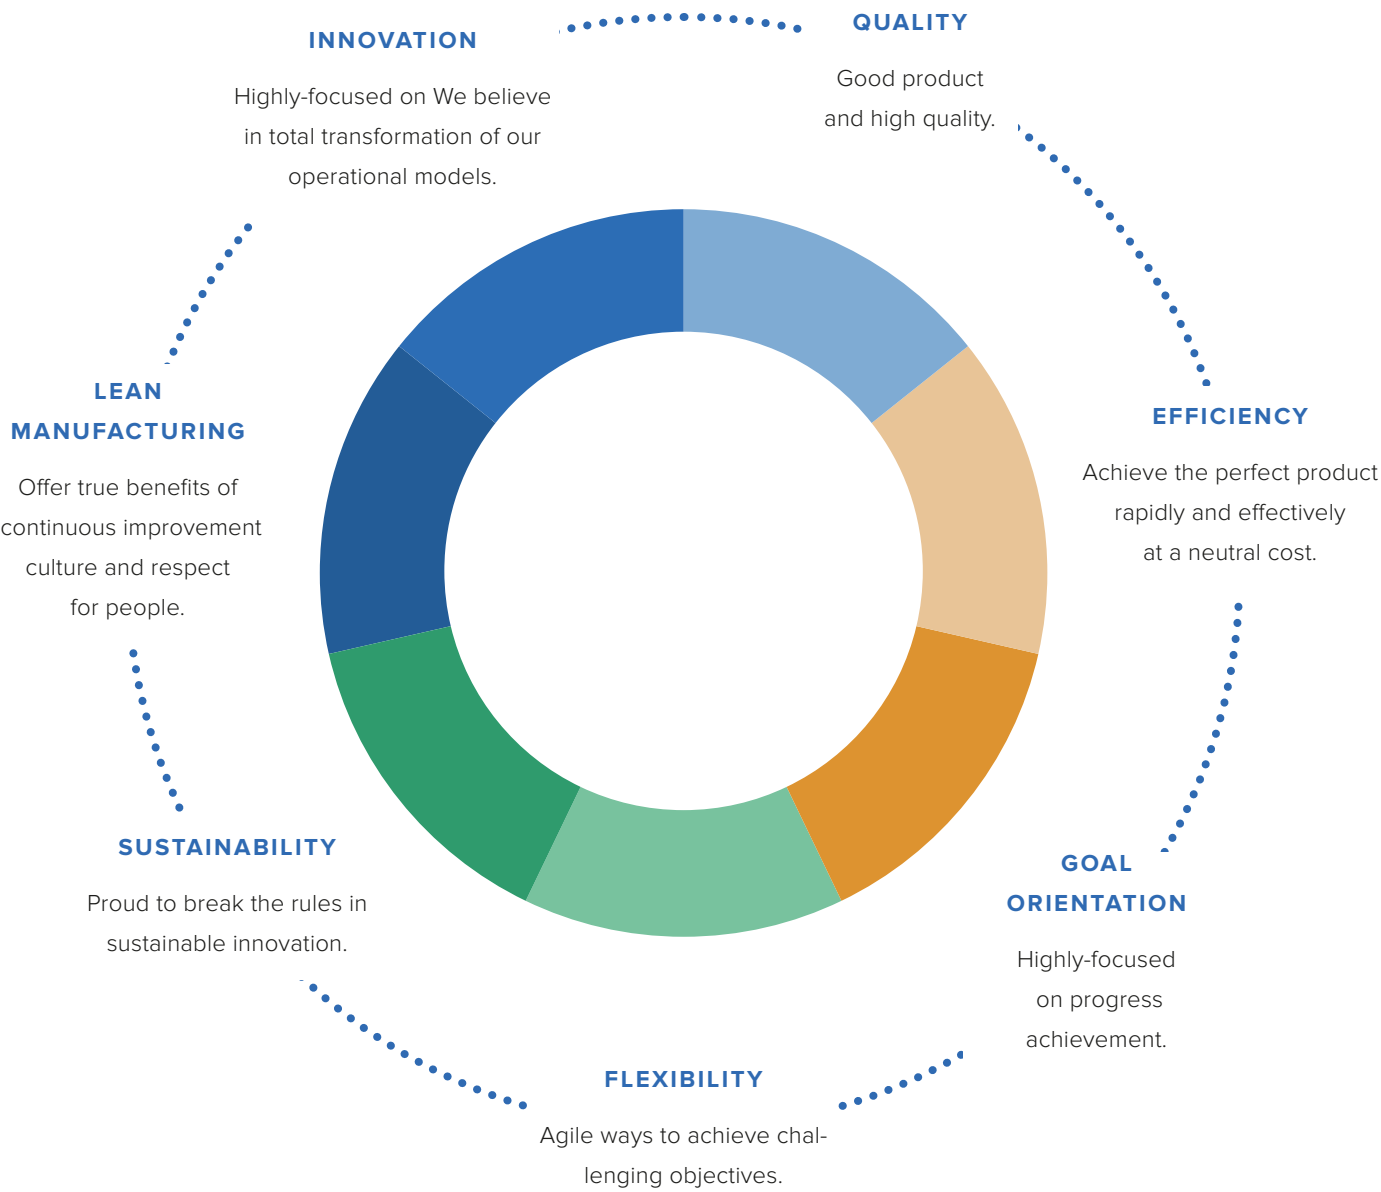 INNOVATION
Highly-focused on We believe
in total transformation of our
operational models.
QUALITY
Good product
and high quality.
EFFICIENCY
Achieve the perfect product
rapidly and effectively
at a neutral cost.
GOAL
ORIENTATION
Highly-focused
on progress
achievement.
FLEXIBILITY
Agile ways to achieve chal-
lenging objectives.
SUSTAINABILITY
Proud to break the rules in
sustainable innovation.
LEAN
MANUFACTURING
Offer true benefits of
continuous improvement
culture and respect
for people.